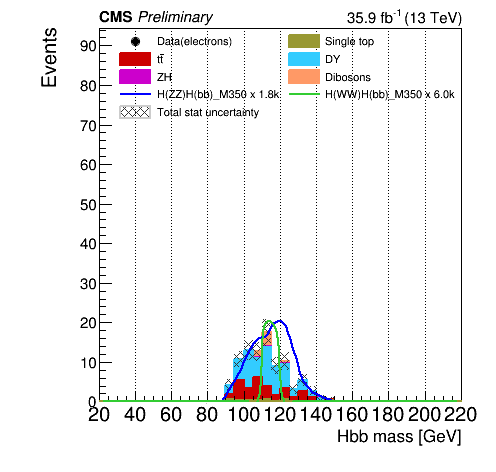 CMS Preliminary 35.9 fb⁻¹ (13 TeV)
Events
Data(electrons) Single top
tt̄ DY
ZH Dibosons
H(ZZ)H(bb)_M350 x 1.8k H(WW)H(bb)_M350 x 6.0k
Total stat uncertainty
90
80
70
60
50
40
30
20
10
0
20 40 60 80 100 120 140 160 180 200 220
Hbb mass [GeV]